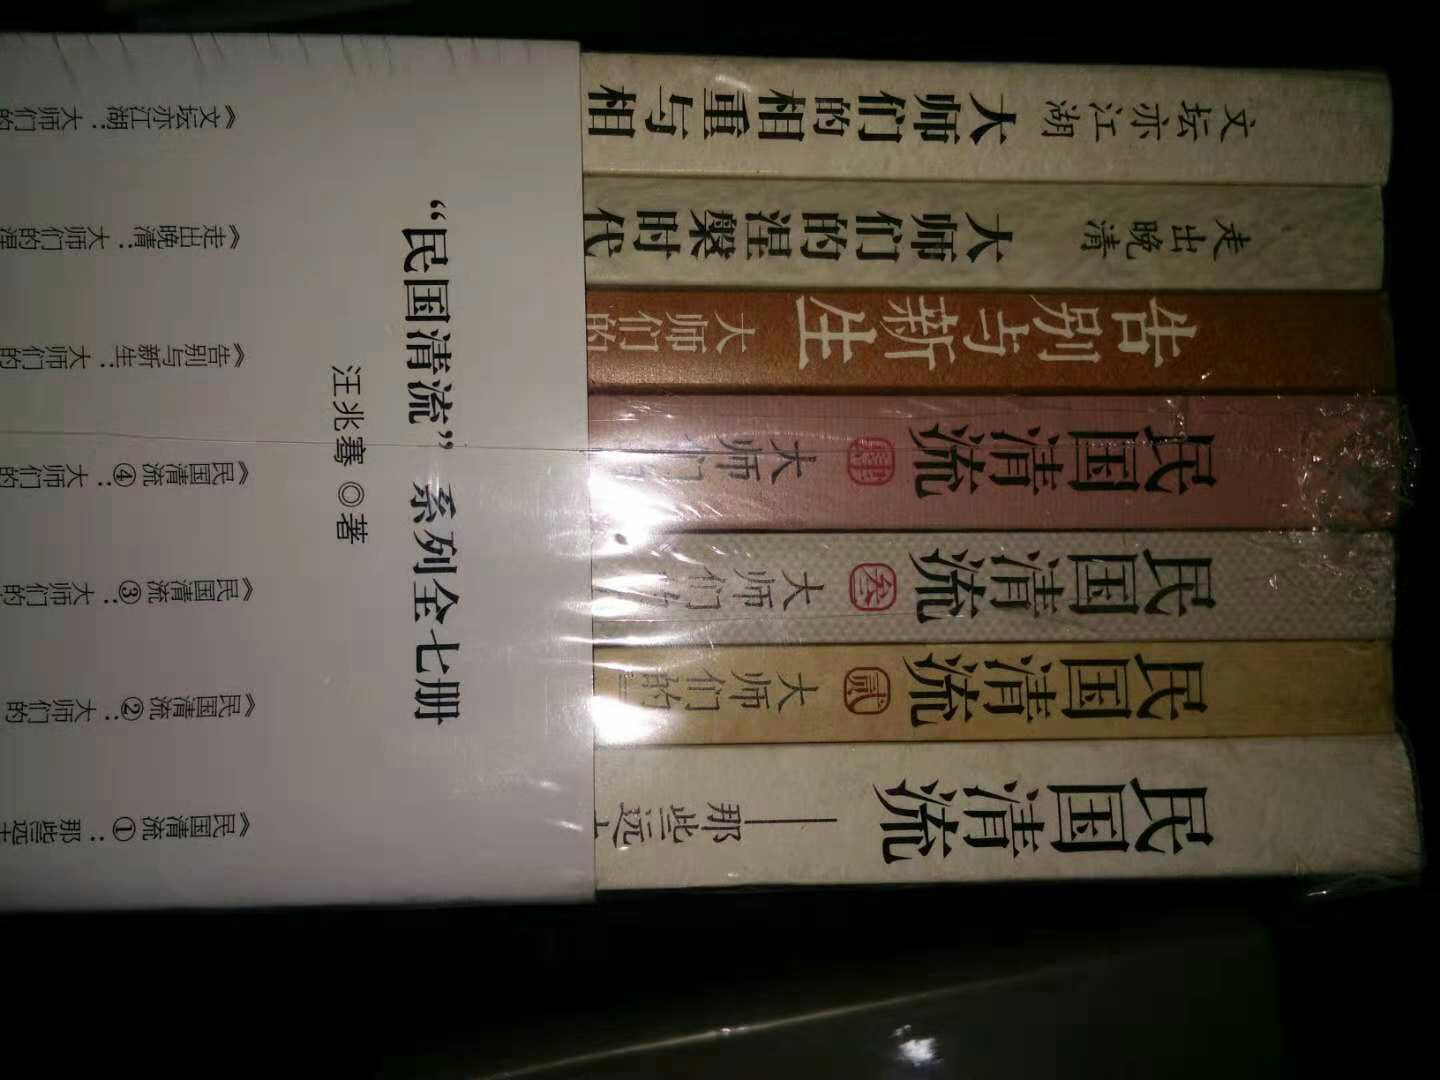 文坛亦江湖 大师们的相重与相
走出晚清 大师们的涅槃时代
告别与新生 大师们的
民国清流 大师们
民国清流 叁 大师们
民国清流 贰 大师们的
民国清流——那些远
“民国清流”系列全七册
汪兆骞◎著
《文坛亦江湖：大师们的
《走出晚清：大师们的涅
《告别与新生：大师们的
《民国清流④：大师们的
《民国清流③：大师们的
《民国清流②：大师们的
《民国清流①：那些远去